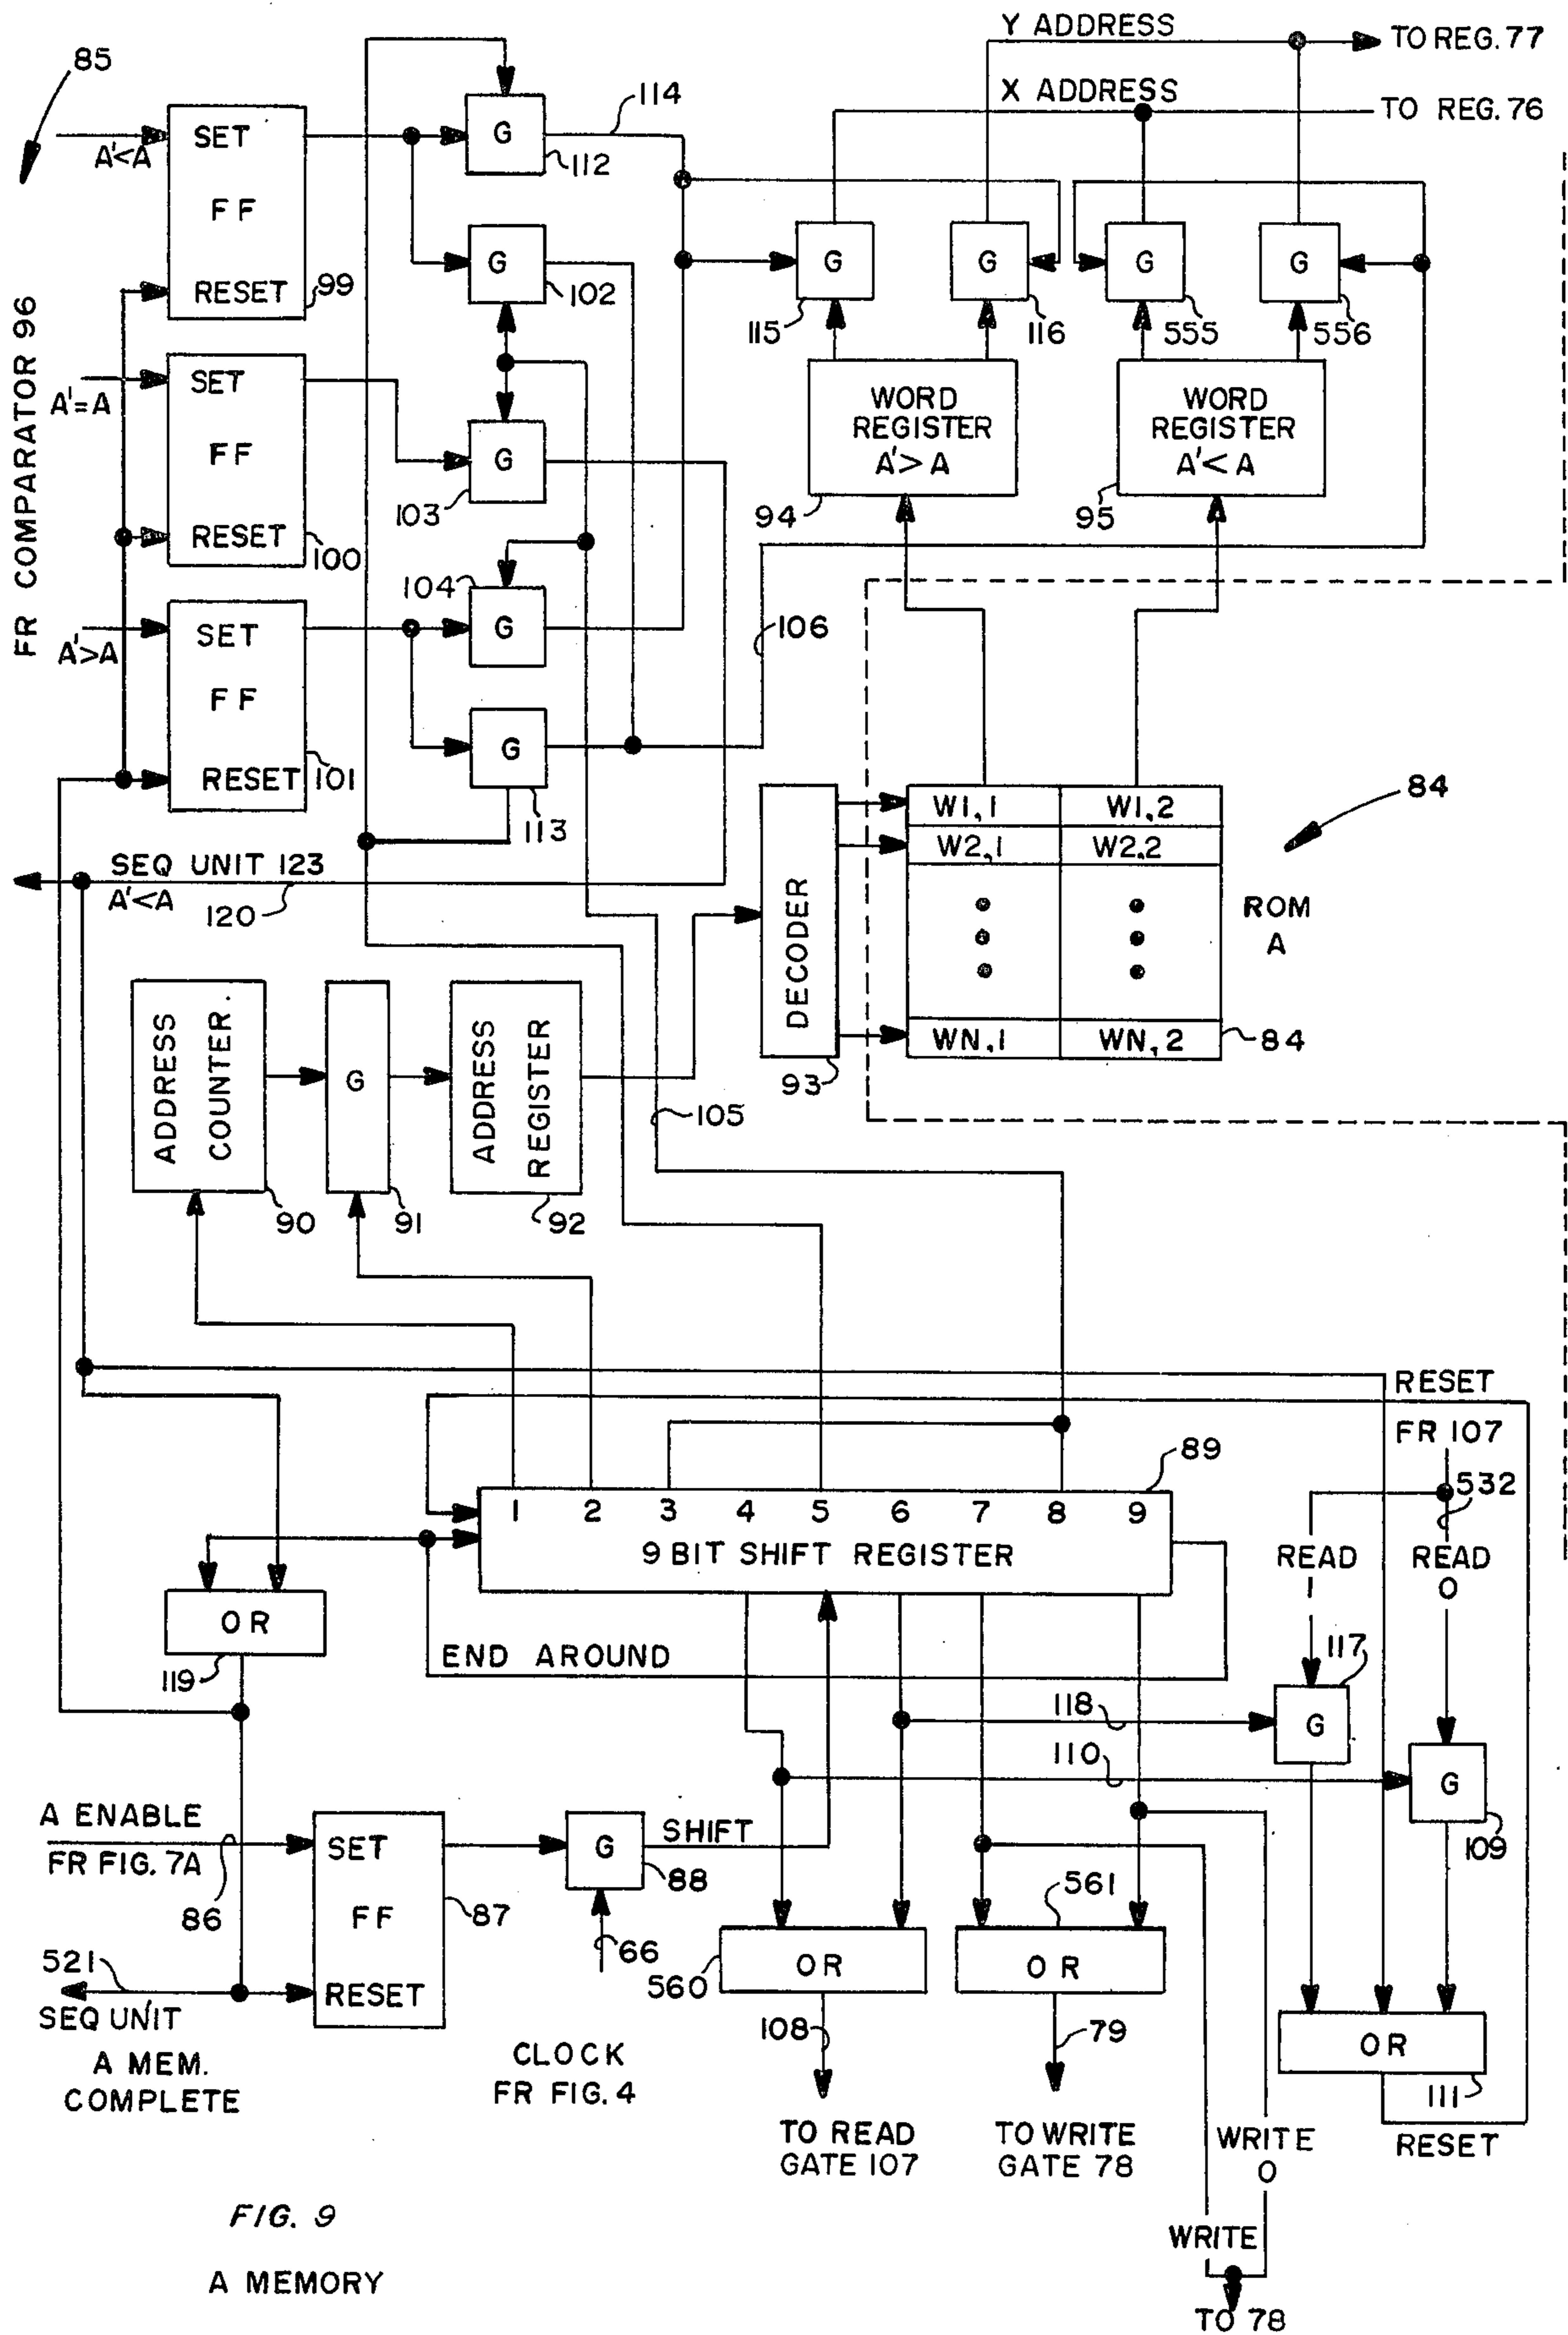 Y ADDRESS
TO REG. 77
85
114
X ADDRESS
TO REG. 76
SET
A'<A
G
112
FF
G
102
G
115
G
116
G
555
G
556
RESET
99
FR COMPARATOR 96
SET
A'=A
WORD REGISTER A'>A
WORD REGISTER A'<A
FF
G
103
94
95
RESET
100
104
G
SET
A'>A
106
FF
G
113
RESET
101
84
W1,1
W1,2
W2,1
W2,2
SEQ UNIT 123
A'<A
120
ROM
A
DECODER
93
WN,1
WN,2
84
ADDRESS COUNTER.
90
G
91
ADDRESS REGISTER
92
105
RESET
FR 107
532
89
1 2 3 4 5 6 7 8 9
9 BIT SHIFT REGISTER
READ
1
READ
0
OR
119
END AROUND
117
G
118
110
G
109
A ENABLE
FR FIG. 7A
86
SET
FF
87
RESET
G
88
SHIFT
66
521
SEQ UNIT
A MEM.
COMPLETE
CLOCK
FR FIG. 4
560
OR
561
OR
108
79
OR
111
RESET
TO READ
GATE 107
TO WRITE
GATE 78
WRITE
0
WRITE
TO 78
FIG. 9
A MEMORY